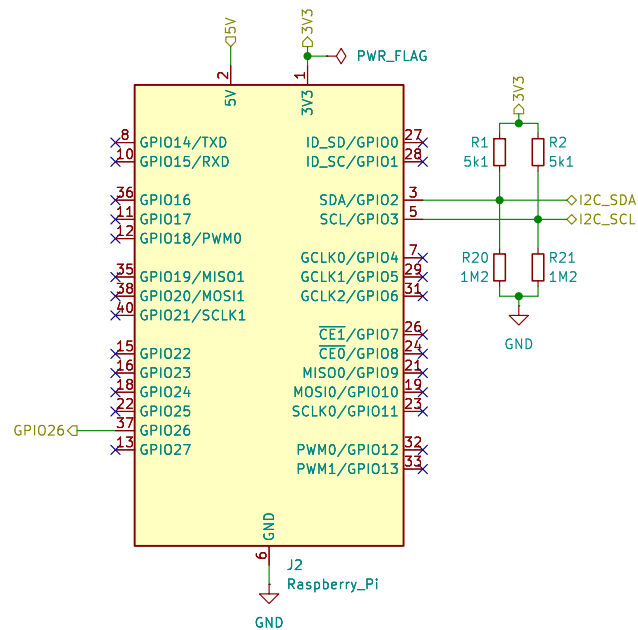 5V
3V3
PWR_FLAG
2
1
5V
3V3
3V3
8 GPIO14/TXD ID_SD/GPIO0 27
10 GPIO15/RXD ID_SC/GPIO1 28
R1 R2
5k1 5k1
36 GPIO16 SDA/GPIO2 3 I2C_SDA
11 GPIO17 SCL/GPIO3 5 I2C_SCL
12 GPIO18/PWM0
GCLK0/GPIO4 7
R20 R21
35 GPIO19/MISO1 GCLK1/GPIO5 29
1M2 1M2
38 GPIO20/MOSI1 GCLK2/GPIO6 31
40 GPIO21/SCLK1
CE1/GPIO7 26
GND
15 GPIO22 CE0/GPIO8 24
16 GPIO23 MISO0/GPIO9 21
18 GPIO24 MOSI0/GPIO10 19
22 GPIO25 SCLK0/GPIO11 23
GPIO26 37 GPIO26
13 GPIO27 PWM0/GPIO12 32
PWM1/GPIO13 33
GND
6
J2
Raspberry_Pi
GND